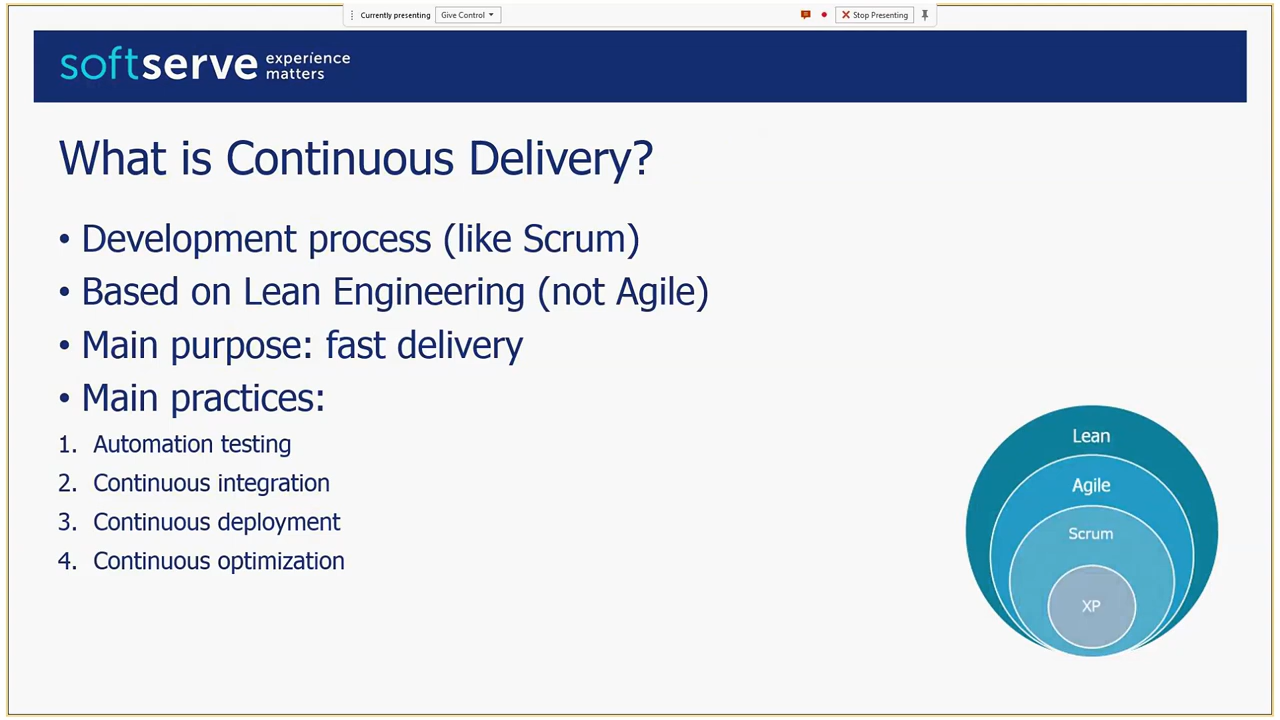 Currently presenting Give Control Stop Presenting
softserve experience matters
What is Continuous Delivery?
• Development process (like Scrum)
• Based on Lean Engineering (not Agile)
• Main purpose: fast delivery
• Main practices:
1. Automation testing
2. Continuous integration
3. Continuous deployment
4. Continuous optimization
Lean
Agile
Scrum
XP